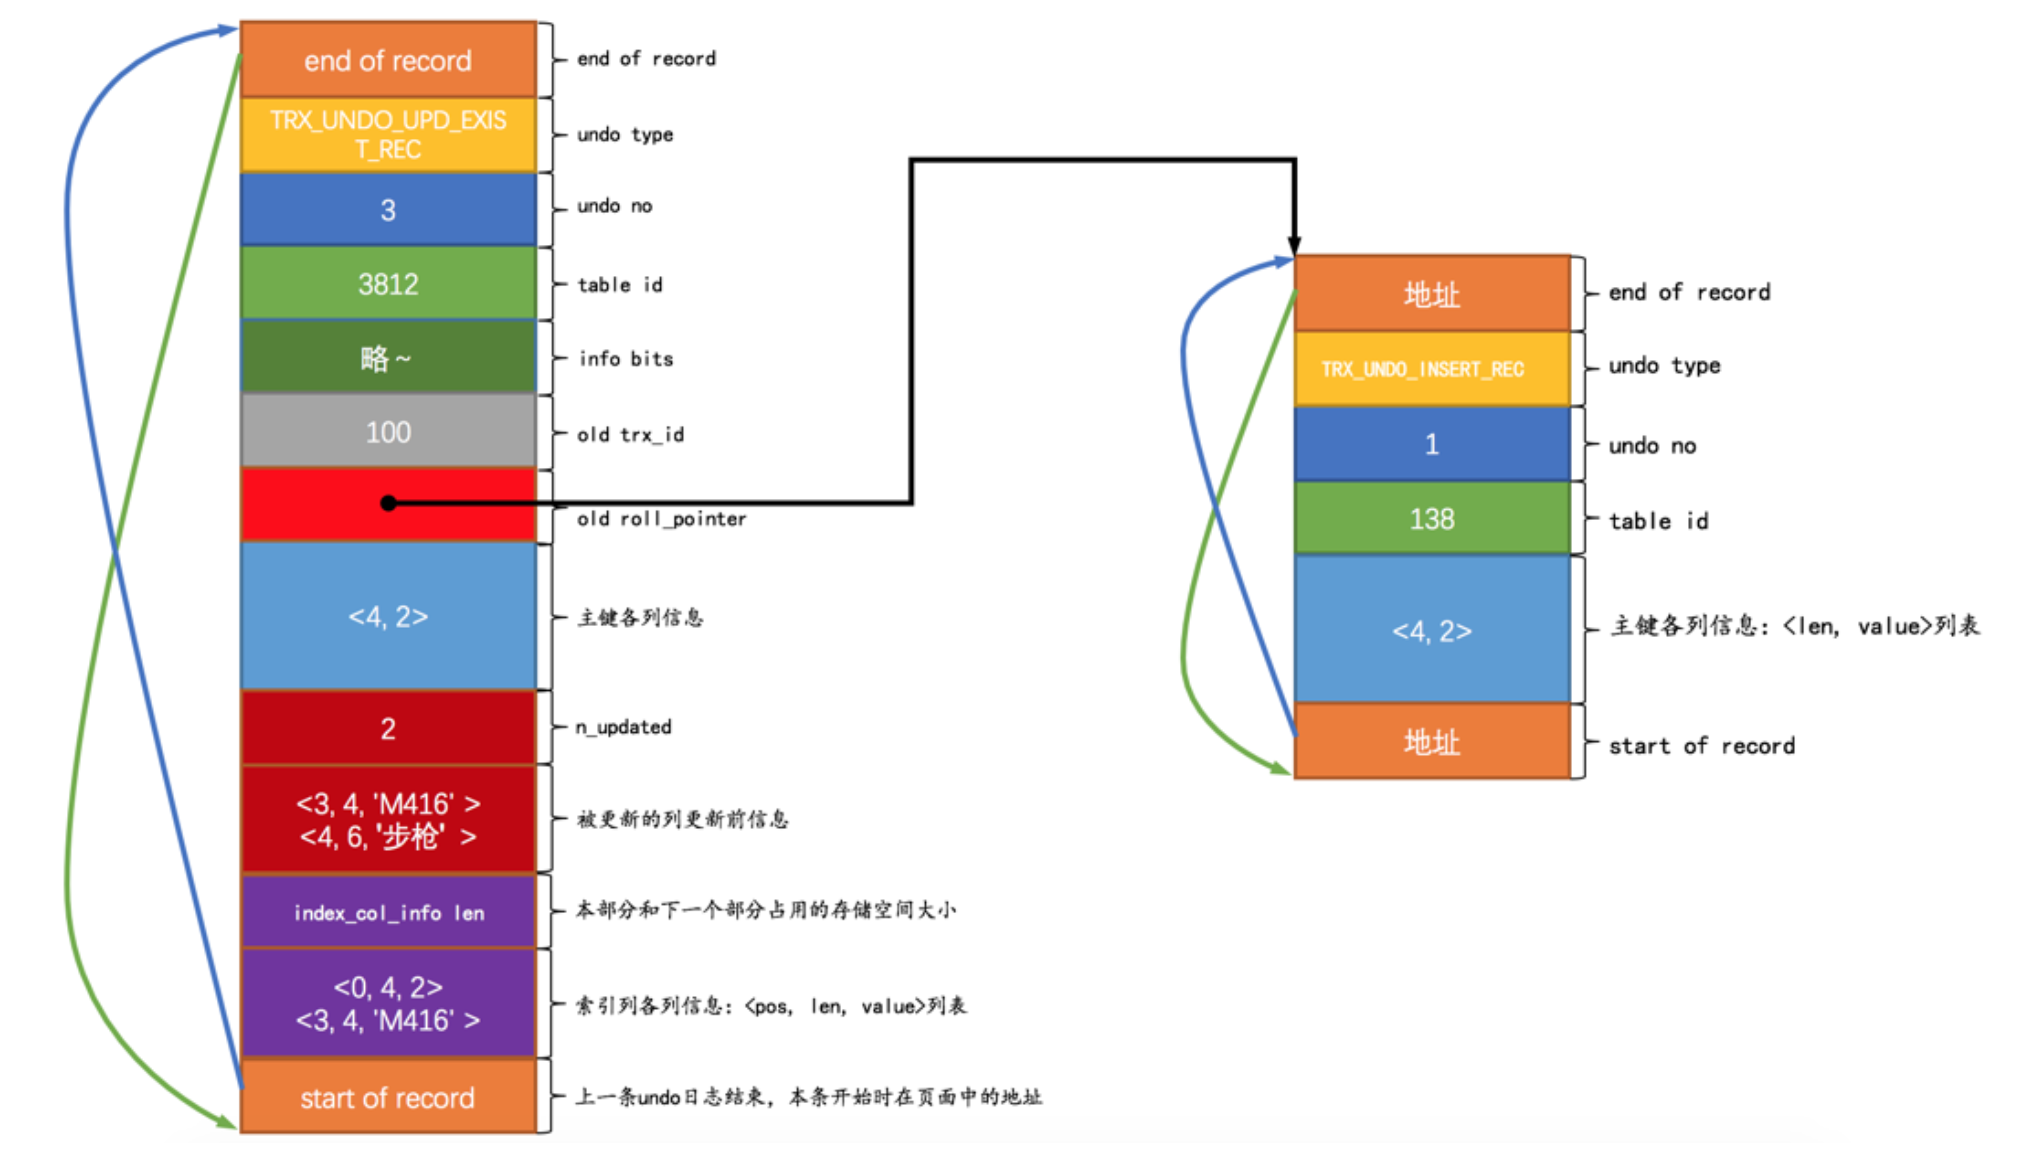 end of record
end of record
TRX_UNDO_UPD_EXIS
T_REC
undo type
3
undo no
3812
table id
略~
info bits
100
old trx_id
old roll_pointer
<4, 2>
主键各列信息
2
n_updated
<3, 4, 'M416' >
<4, 6, '步枪' >
被更新的列更新前信息
index_col_info len
本部分和下一个部分占用的存储空间大小
<0, 4, 2>
<3, 4, 'M416' >
索引列各列信息：<pos, len, value>列表
start of record
上一条undo日志结束，本条开始时在页面中的地址
地址
end of record
TRX_UNDO_INSERT_REC
undo type
1
undo no
138
table id
<4, 2>
主键各列信息：<len, value>列表
地址
start of record